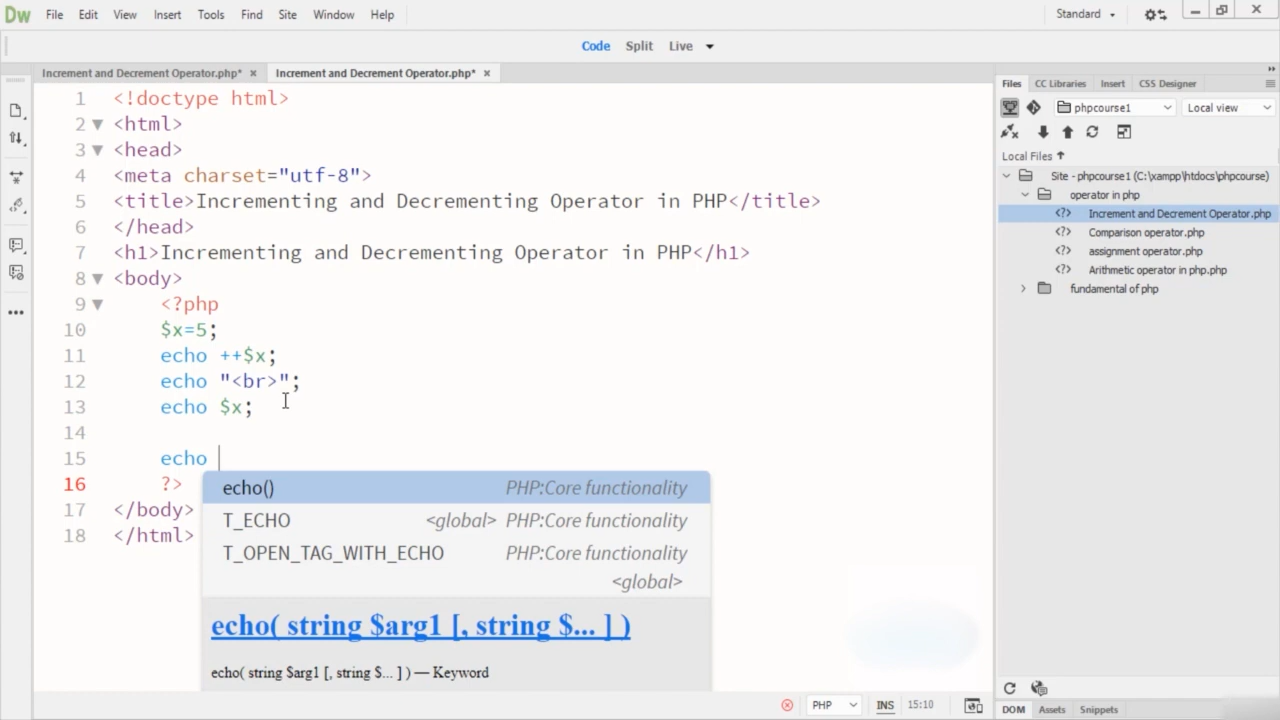 Dw File Edit View Insert Tools Find Site Window Help Standard
Code Split Live
Increment and Decrement Operator.php* × Increment and Decrement Operator.php* ×
1 <!doctype html>
2 <html>
3 <head>
4 <meta charset="utf-8">
5 <title>Incrementing and Decrementing Operator in PHP</title>
6 </head>
7 <h1>Incrementing and Decrementing Operator in PHP</h1>
8 <body>
9 <?php
10 $x=5;
11 echo ++$x;
12 echo "<br>";
13 echo $x;
14
15 echo
16 ?>
17 </body>
18 </html>
echo() PHP:Core functionality
T_ECHO <global> PHP:Core functionality
T_OPEN_TAG_WITH_ECHO PHP:Core functionality
<global>
echo( string $arg1 [, string $... ] )
echo( string $arg1 [, string $... ] ) — Keyword
PHP INS 15:10
Files CC Libraries Insert CSS Designer
phpcourse1 Local view
Local Files
Site - phpcourse1 (C:\xampp\htdocs\phpcourse)
operator in php
<?> Increment and Decrement Operator.php
<?> Comparison operator.php
<?> assignment operator.php
<?> Arithmetic operator in php.php
fundamental of php
DOM Assets Snippets